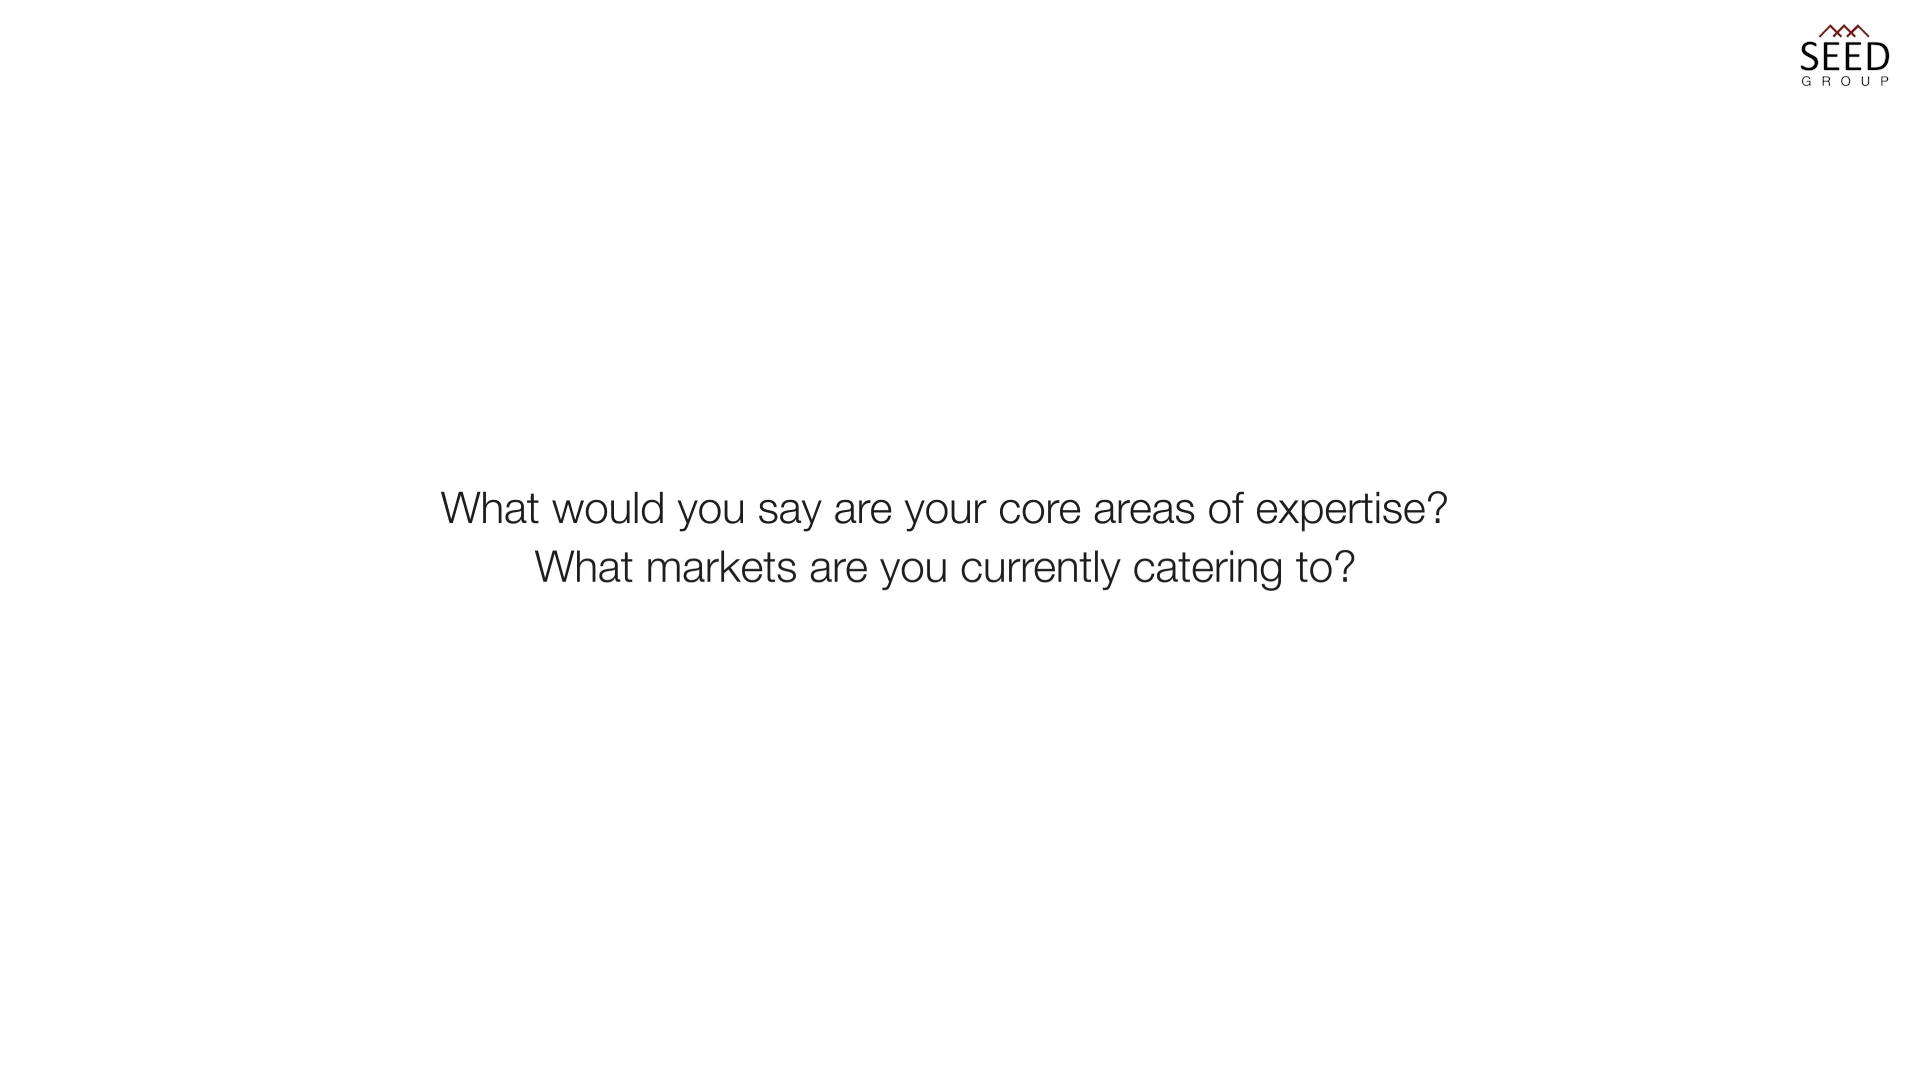 SEED
GROUP
What would you say are your core areas of expertise?
What markets are you currently catering to?